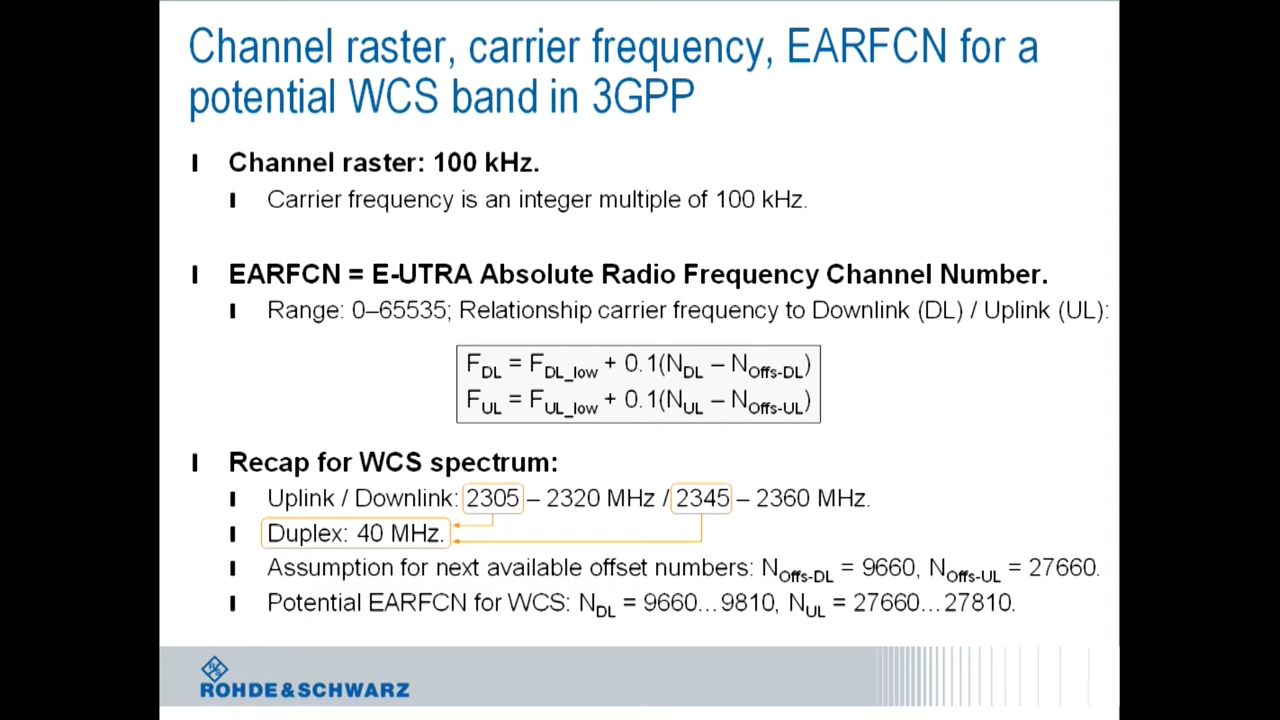 Channel raster, carrier frequency, EARFCN for a
potential WCS band in 3GPP
Channel raster: 100 kHz.
Carrier frequency is an integer multiple of 100 kHz.
EARFCN = E-UTRA Absolute Radio Frequency Channel Number.
Range: 0–65535; Relationship carrier frequency to Downlink (DL) / Uplink (UL):
F_DL = F_DL_low + 0.1(N_DL – N_Offs-DL)
F_UL = F_UL_low + 0.1(N_UL – N_Offs-UL)
Recap for WCS spectrum:
Uplink / Downlink: 2305 – 2320 MHz / 2345 – 2360 MHz.
Duplex: 40 MHz.
Assumption for next available offset numbers: N_Offs-DL = 9660, N_Offs-UL = 27660.
Potential EARFCN for WCS: N_DL = 9660…9810, N_UL = 27660…27810.
R&S
ROHDE&SCHWARZ